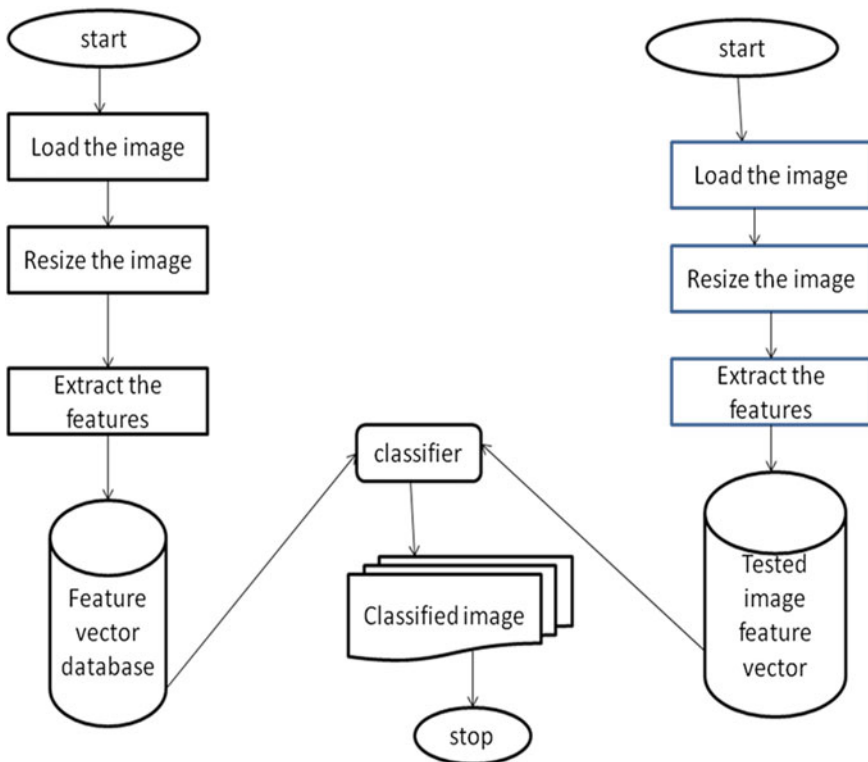 start
Load the image
Resize the image
Extract the
features
Feature
vector
database
start
Load the image
Resize the image
Extract the
features
Tested
image
feature
vector
classifier
Classified image
stop